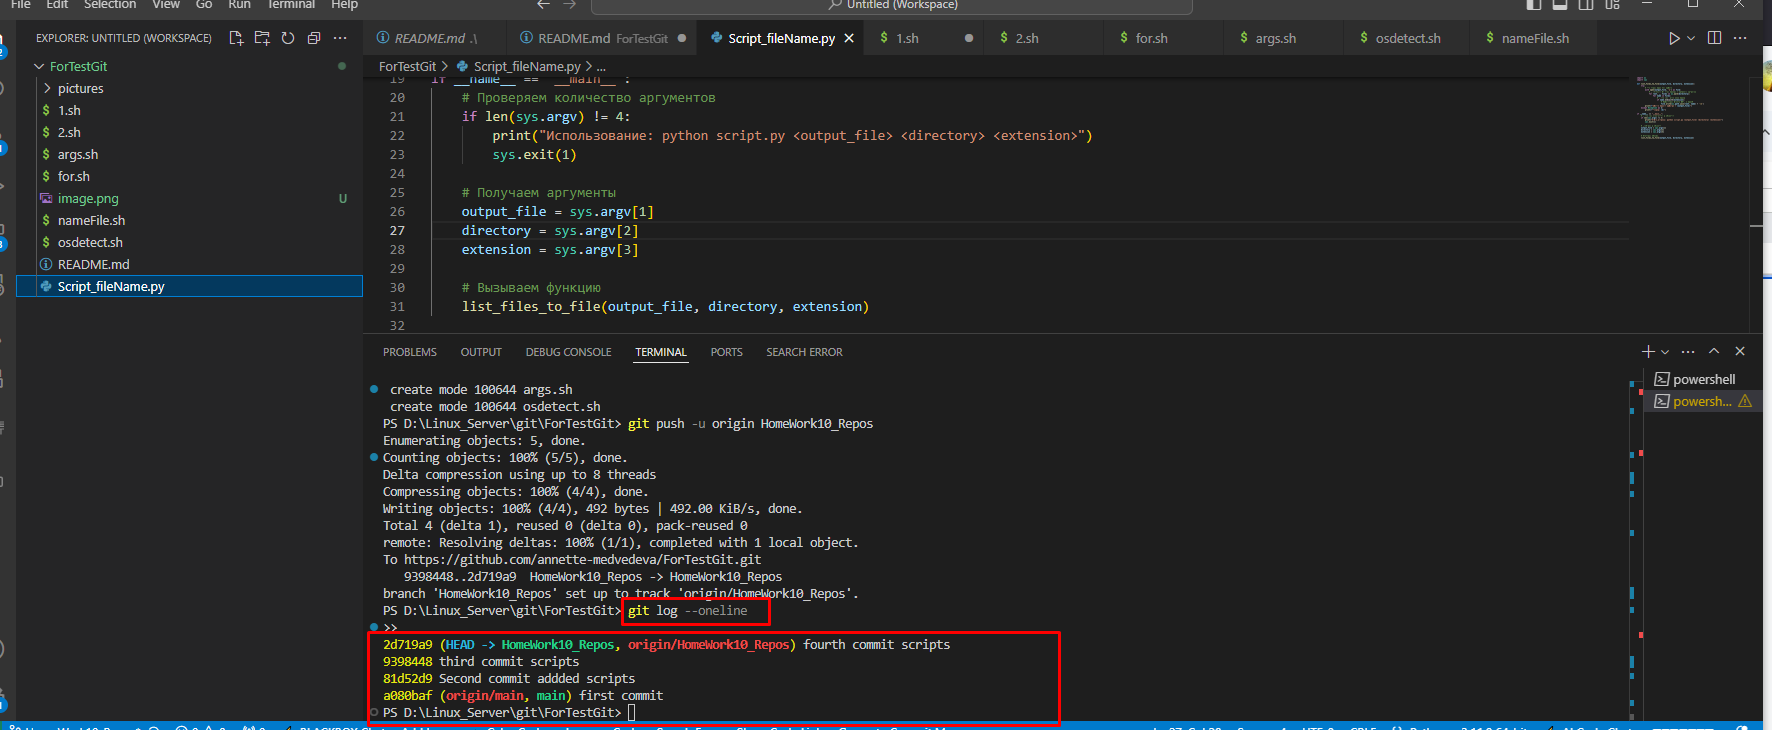 File Edit Selection View Go Run Terminal Help
Untitled (Workspace)
EXPLORER: UNTITLED (WORKSPACE)
README.md .\
README.md ForTestGit
Script_fileName.py
$ 1.sh
$ 2.sh
$ for.sh
$ args.sh
$ osdetect.sh
$ nameFile.sh
ForTestGit
pictures
$ 1.sh
$ 2.sh
$ args.sh
$ for.sh
image.png U
$ nameFile.sh
$ osdetect.sh
README.md
Script_fileName.py
ForTestGit > Script_fileName.py > ...
19 if __name__ == "__main__":
20 # Проверяем количество аргументов
21 if len(sys.argv) != 4:
22 print("Использование: python script.py <output_file> <directory> <extension>")
23 sys.exit(1)
24
25 # Получаем аргументы
26 output_file = sys.argv[1]
27 directory = sys.argv[2]
28 extension = sys.argv[3]
29
30 # Вызываем функцию
31 list_files_to_file(output_file, directory, extension)
32
PROBLEMS OUTPUT DEBUG CONSOLE TERMINAL PORTS SEARCH ERROR
powershell
powersh...
create mode 100644 args.sh
create mode 100644 osdetect.sh
PS D:\Linux_Server\git\ForTestGit> git push -u origin HomeWork10_Repos
Enumerating objects: 5, done.
Counting objects: 100% (5/5), done.
Delta compression using up to 8 threads
Compressing objects: 100% (4/4), done.
Writing objects: 100% (4/4), 492 bytes | 492.00 KiB/s, done.
Total 4 (delta 1), reused 0 (delta 0), pack-reused 0
remote: Resolving deltas: 100% (1/1), completed with 1 local object.
To https://github.com/annette-medvedeva/ForTestGit.git
9398448..2d719a9 HomeWork10_Repos -> HomeWork10_Repos
branch 'HomeWork10_Repos' set up to track 'origin/HomeWork10_Repos'.
PS D:\Linux_Server\git\ForTestGit> git log --oneline
>>
2d719a9 (HEAD -> HomeWork10_Repos, origin/HomeWork10_Repos) fourth commit scripts
9398448 third commit scripts
81d52d9 Second commit addded scripts
a080baf (origin/main, main) first commit
PS D:\Linux_Server\git\ForTestGit>